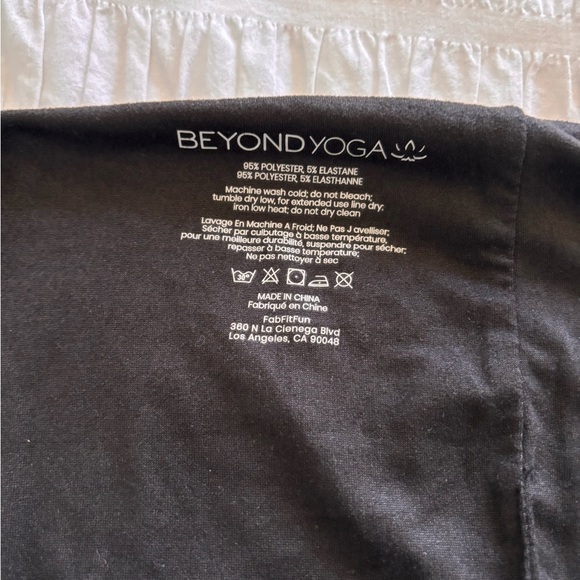 BEYOND YOGA
95% POLYESTER, 5% ELASTANE
95% POLYESTER, 5% ELASTHANNE
Machine wash cold; do not bleach;
tumble dry low, for extended use line dry;
iron low heat; do not dry clean
Lavage En Machine A Froid; Ne Pas J avelliser;
Sécher par culbutage à basse température,
pour une meilleure durabilité, suspendre pour sécher;
repasser à basse temperature;
Ne pas nettoyer à sec
30°
MADE IN CHINA
Fabriqué en Chine
FabFitFun
360 N La Cienega Blvd
Los Angeles, CA 90048